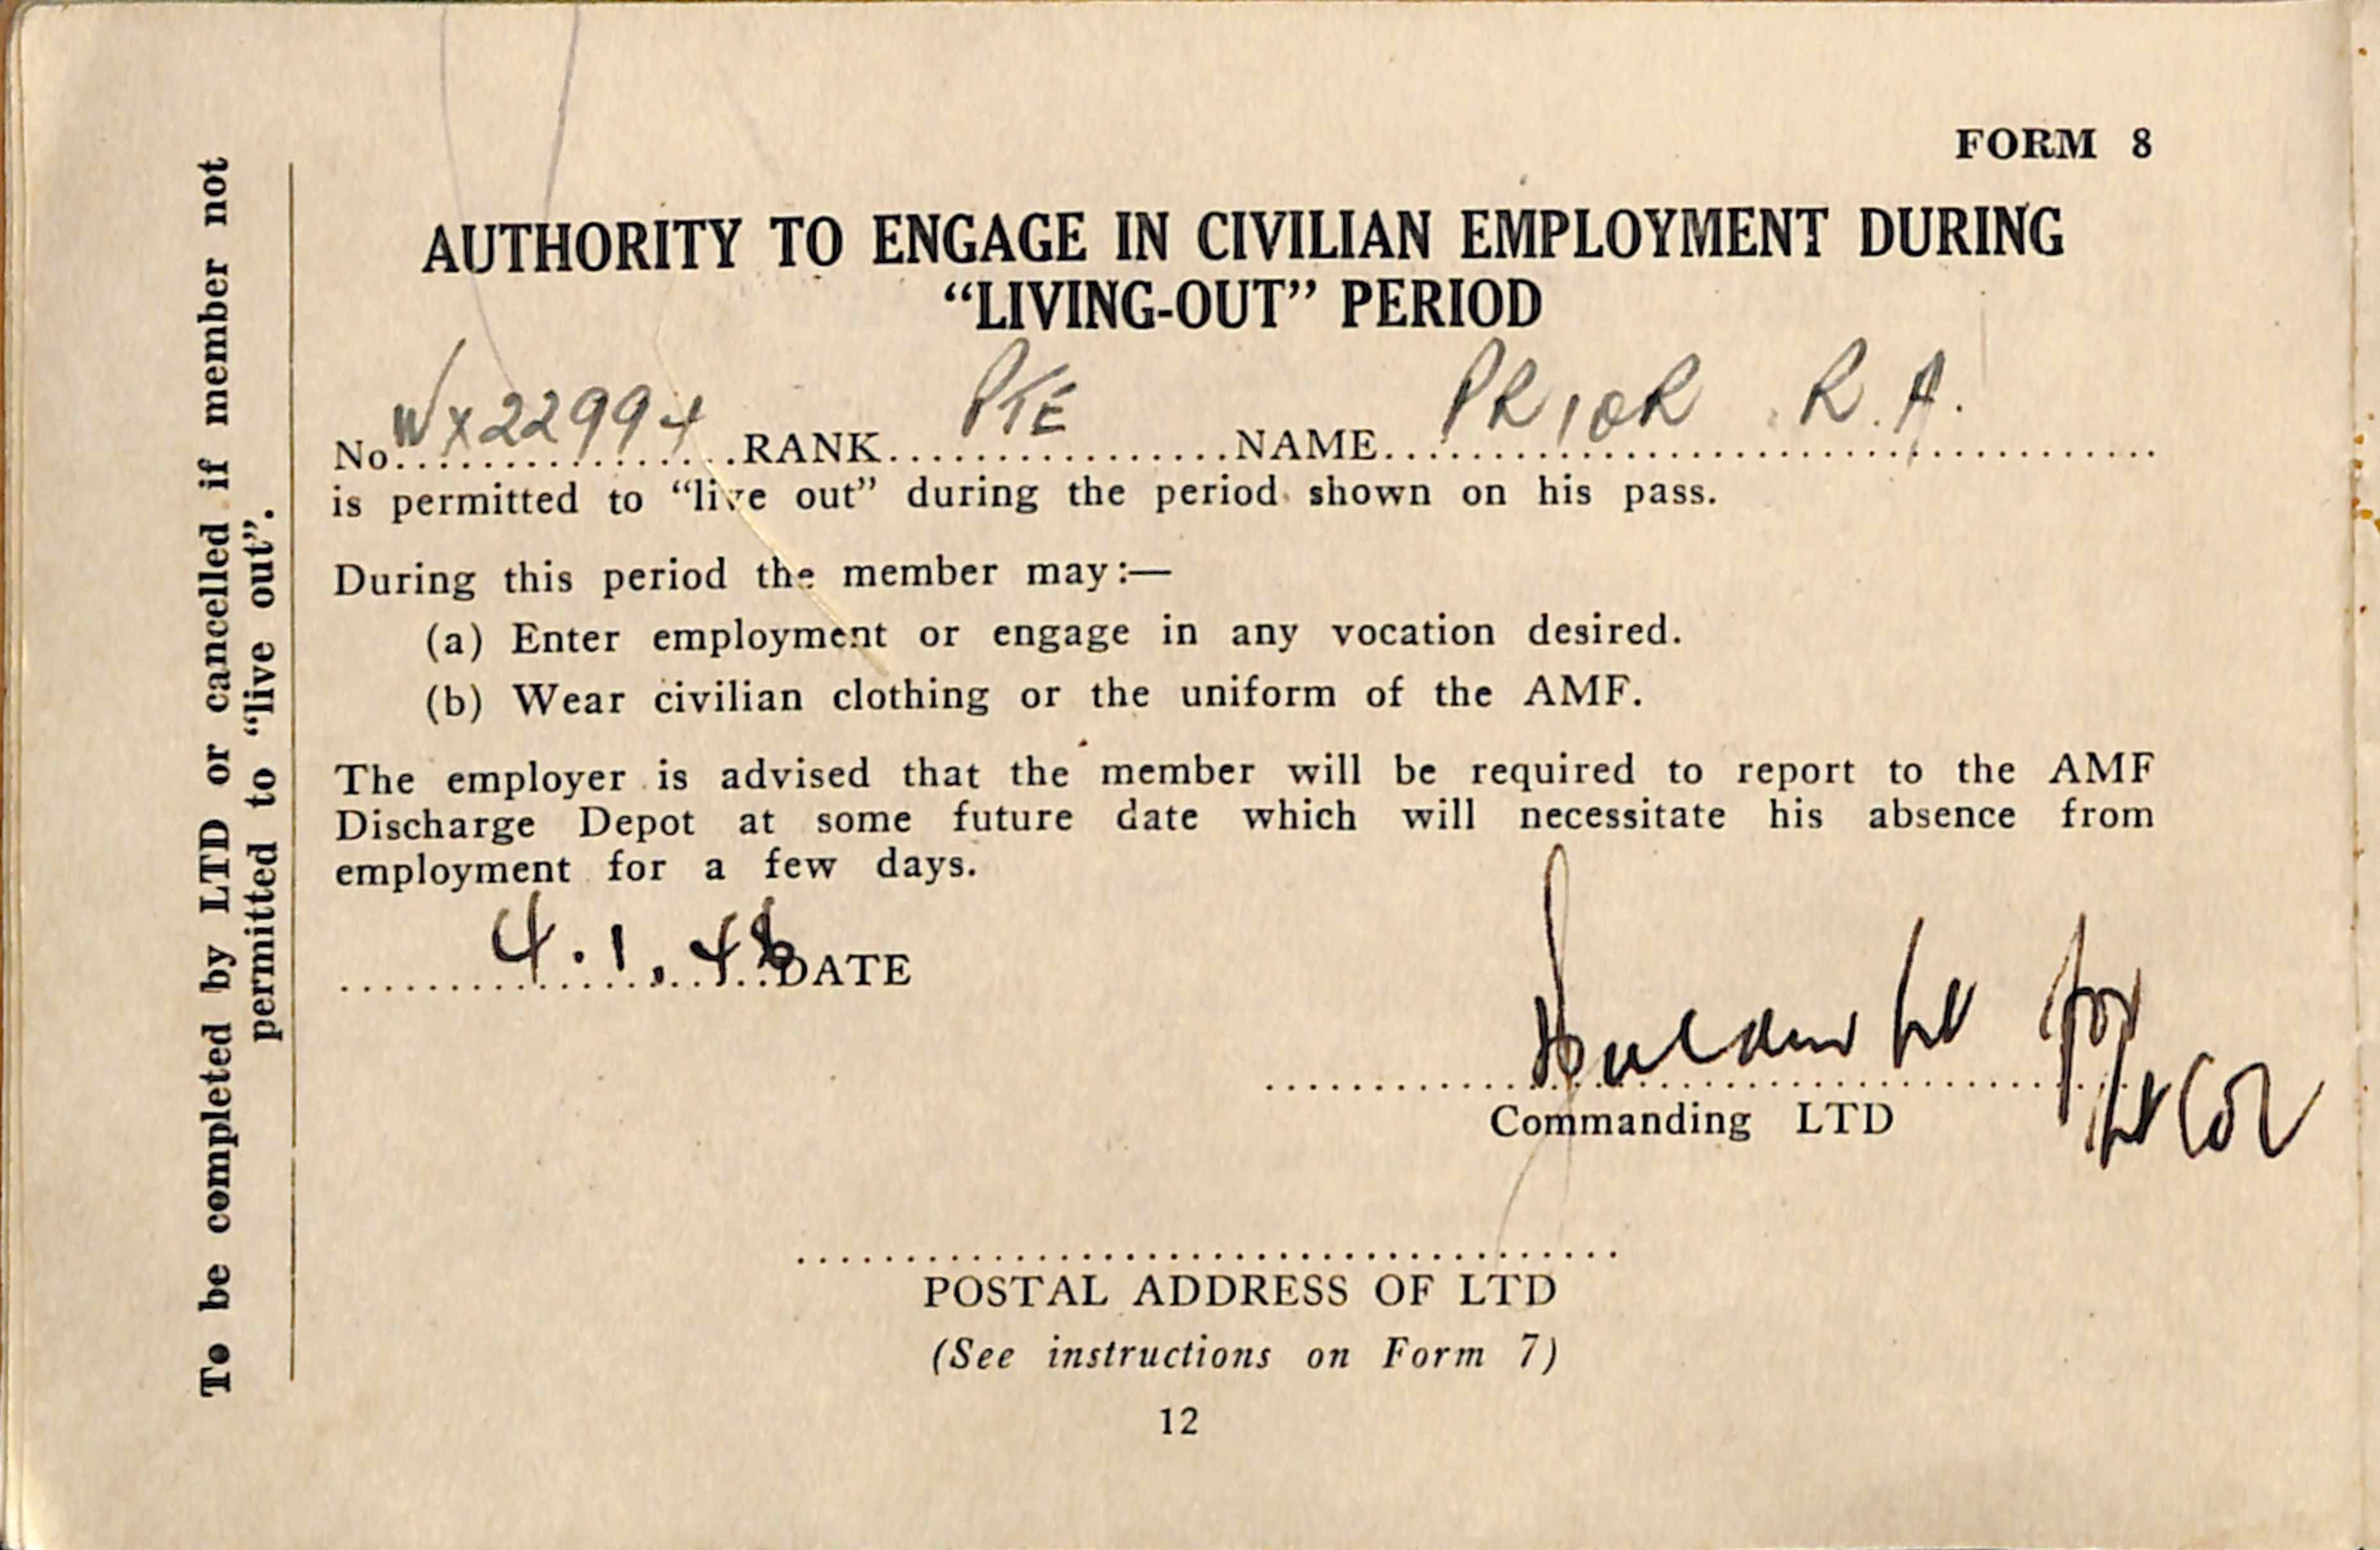 FORM 8
AUTHORITY TO ENGAGE IN CIVILIAN EMPLOYMENT DURING
“LIVING-OUT” PERIOD
No. WX22994 RANK PTE NAME PRIOR R.A.
is permitted to “live out” during the period shown on his pass.
During this period the member may:—
(a) Enter employment or engage in any vocation desired.
(b) Wear civilian clothing or the uniform of the AMF.
The employer is advised that the member will be required to report to the AMF
Discharge Depot at some future date which will necessitate his absence from
employment for a few days.
4.1.46 DATE
Lt for
Lt Col
Commanding LTD
POSTAL ADDRESS OF LTD
(See instructions on Form 7)
12
To be completed by LTD or cancelled if member not
permitted to “live out”.